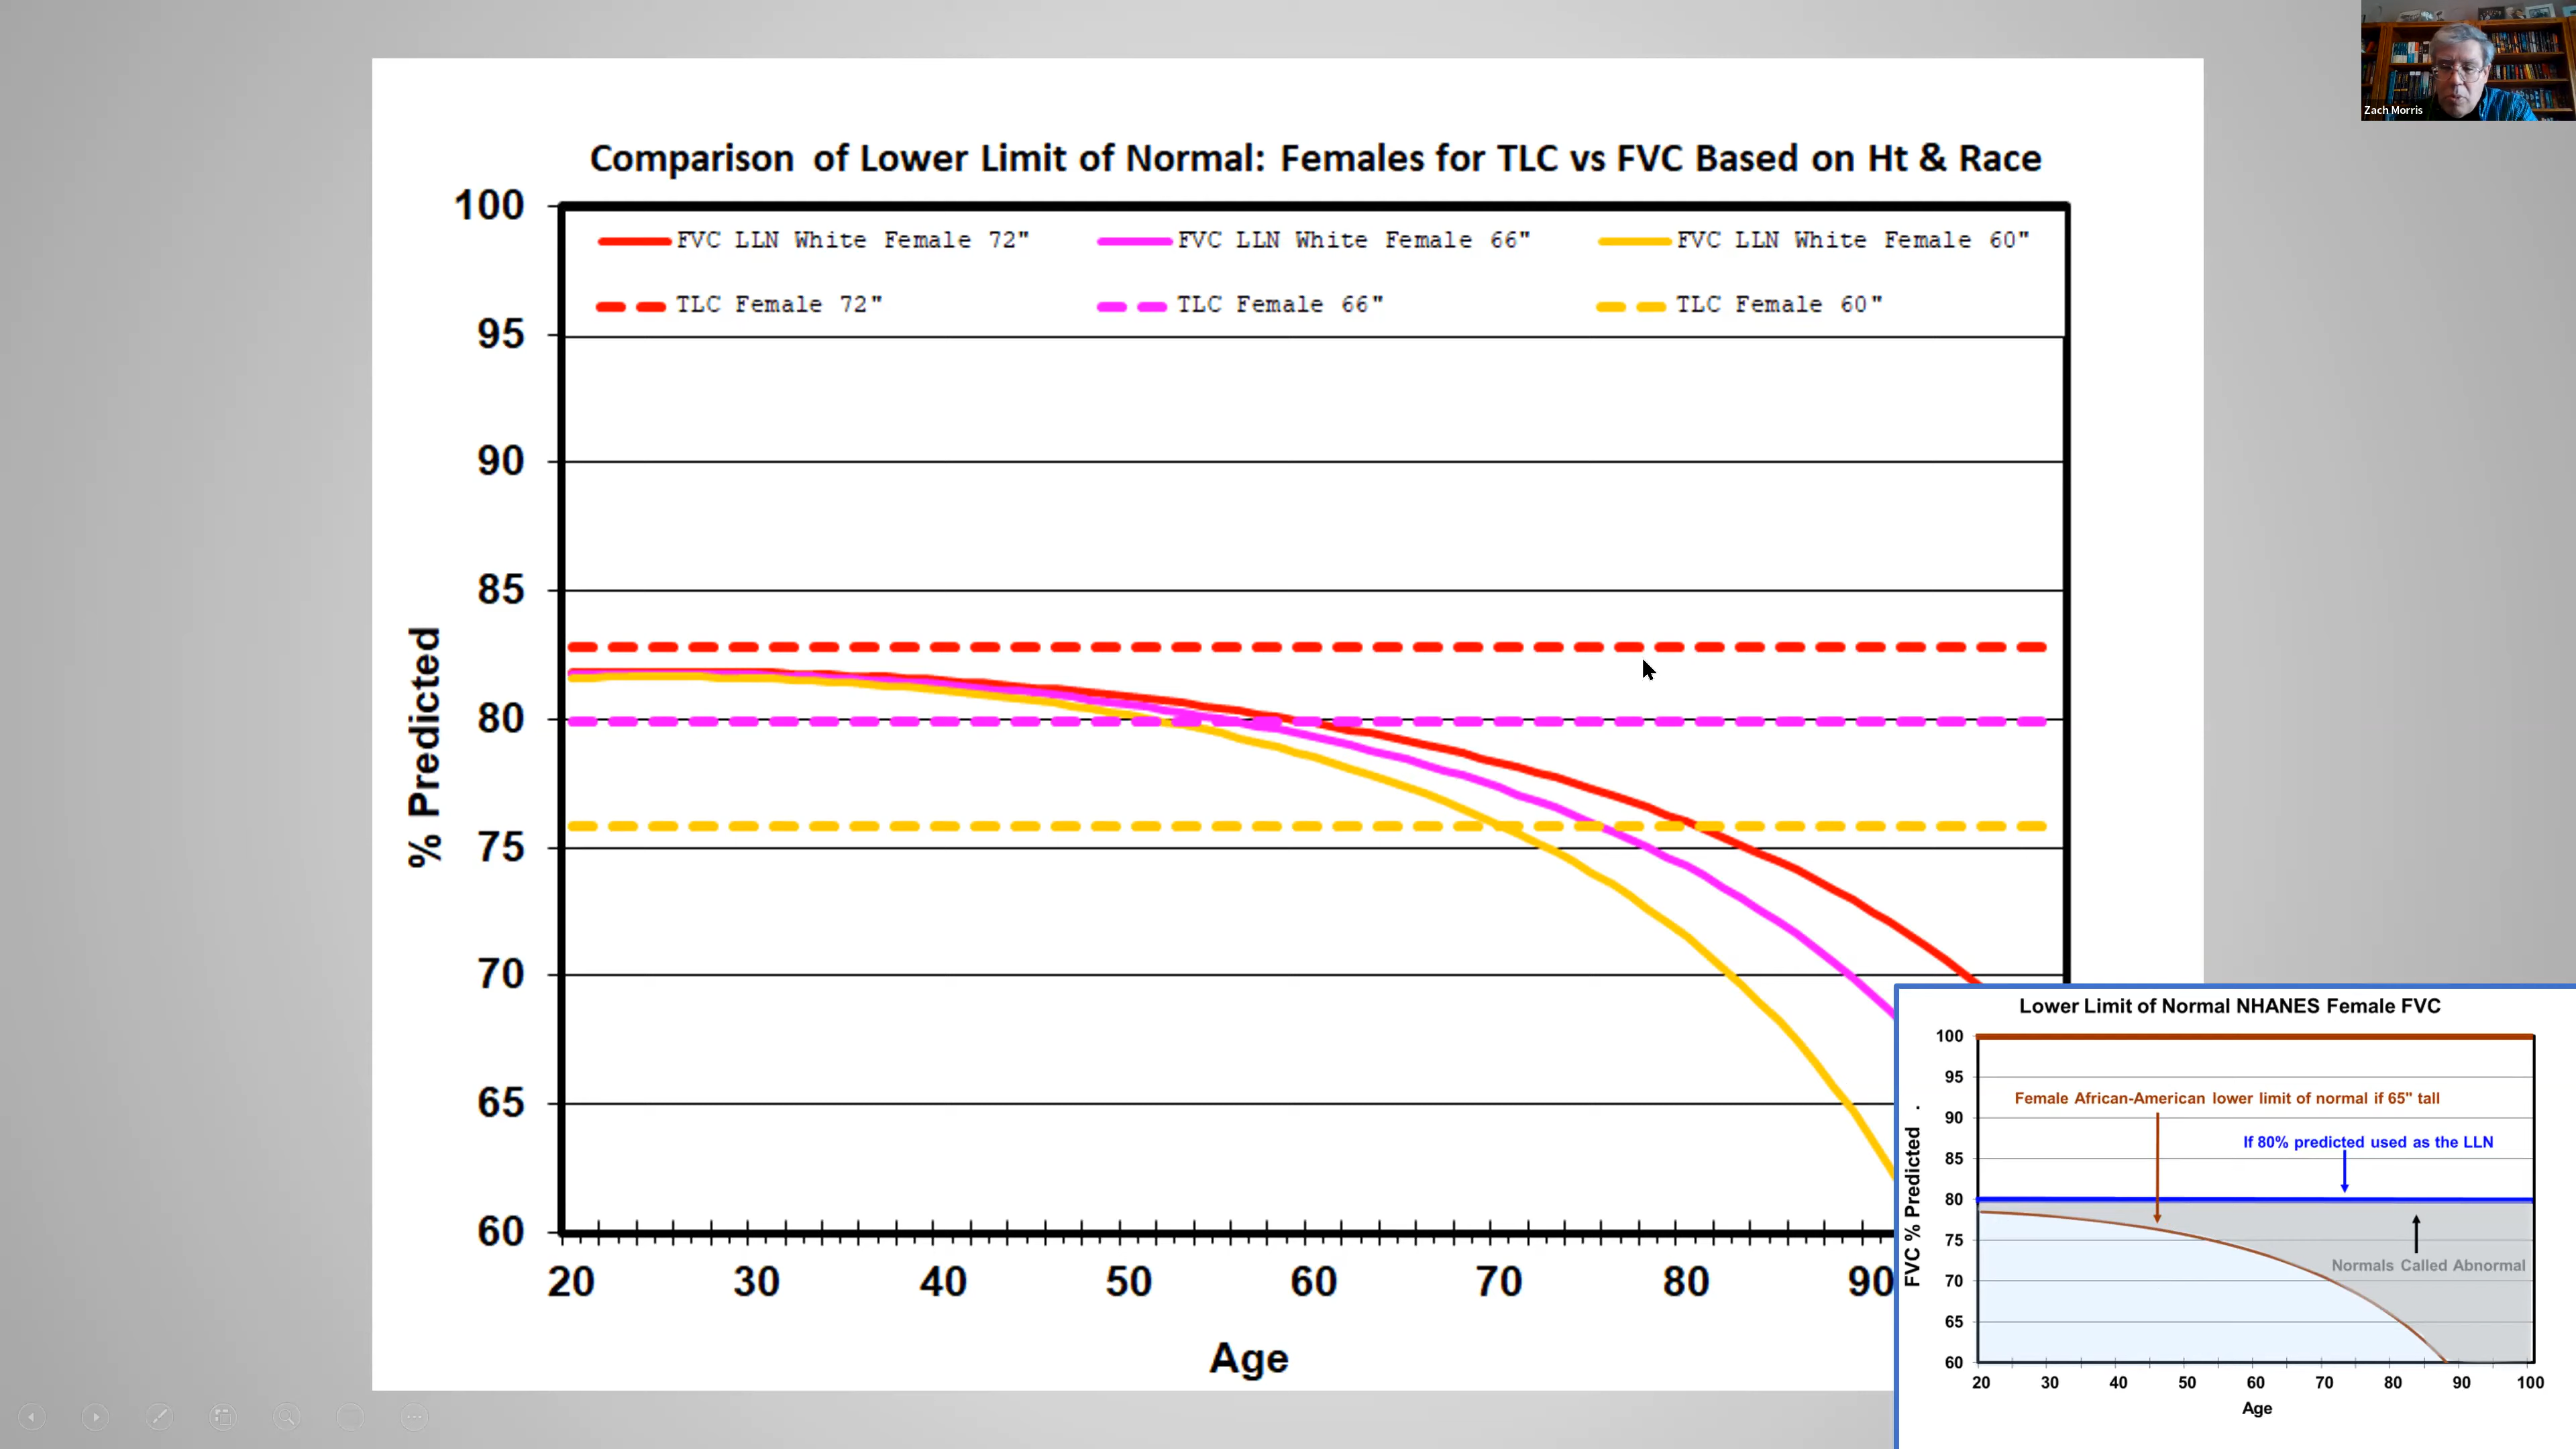 Zach Morris
Comparison of Lower Limit of Normal: Females for TLC vs FVC Based on Ht & Race
FVC LLN White Female 72"
FVC LLN White Female 66"
FVC LLN White Female 60"
TLC Female 72"
TLC Female 66"
TLC Female 60"
100
95
90
85
80
75
70
65
60
% Predicted
20 30 40 50 60 70 80 90
Age
Lower Limit of Normal NHANES Female FVC
100
95
90
85
80
75
70
65
60
FVC % Predicted .
Female African-American lower limit of normal if 65" tall
If 80% predicted used as the LLN
Normals Called Abnormal
20 30 40 50 60 70 80 90 100
Age